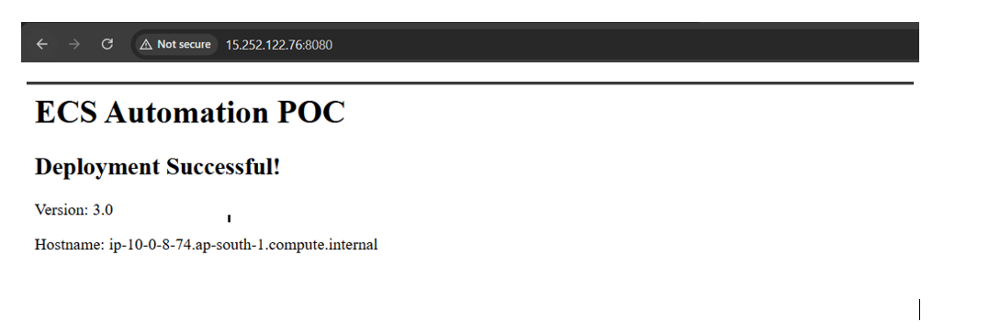 Not secure 15.252.122.76:8080
ECS Automation POC
Deployment Successful!
Version: 3.0
Hostname: ip-10-0-8-74.ap-south-1.compute.internal